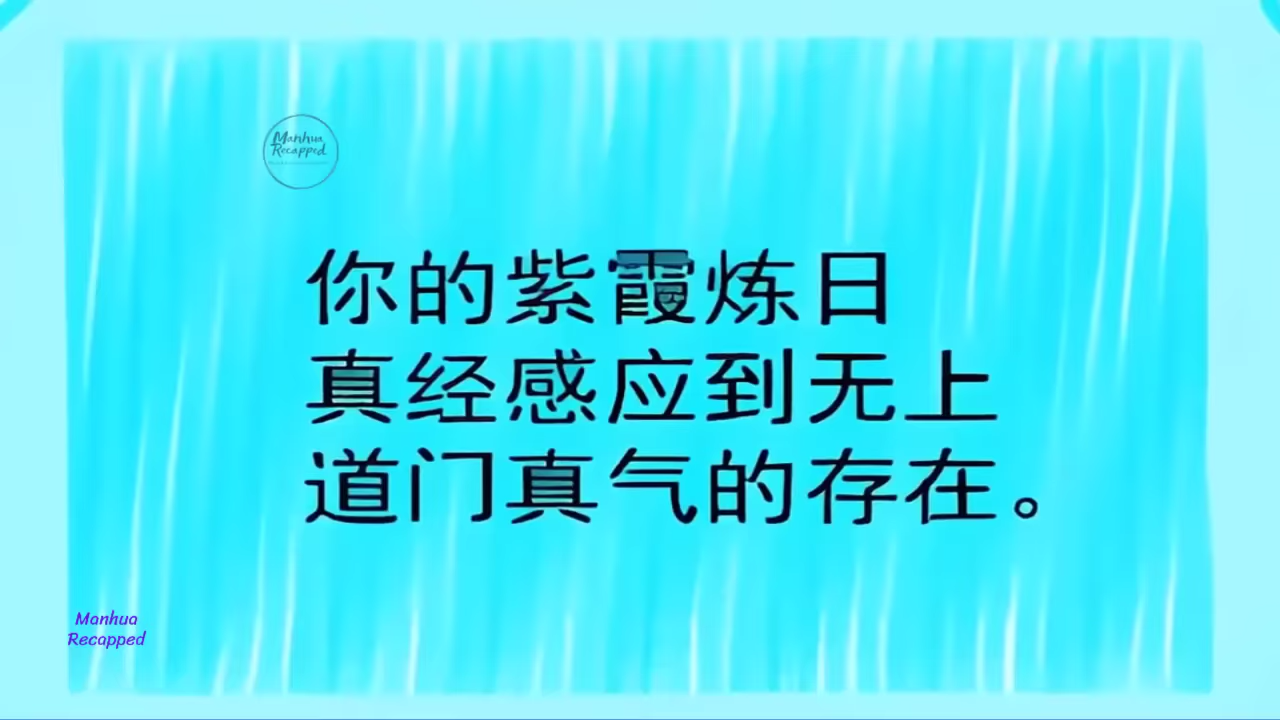 Manhua
Recapped
你的紫霞炼日
真经感应到无上
道门真气的存在。
Manhua
Recapped